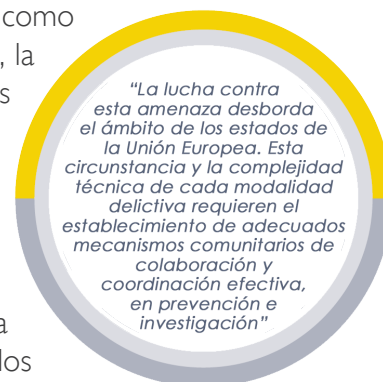 como
, la
s
“La lucha contra
esta amenaza desborda
el ámbito de los estados de
la Unión Europea. Esta
circunstancia y la complejidad
técnica de cada modalidad
delictiva requieren el
establecimiento de adecuados
mecanismos comunitarios de
colaboración y
coordinación efectiva,
en prevención e
investigación”
a
los